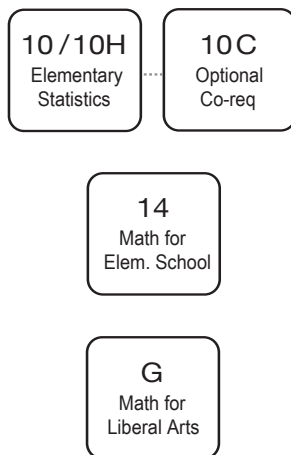 10 / 10H
Elementary
Statistics
10C
Optional
Co-req
14
Math for
Elem. School
G
Math for
Liberal Arts